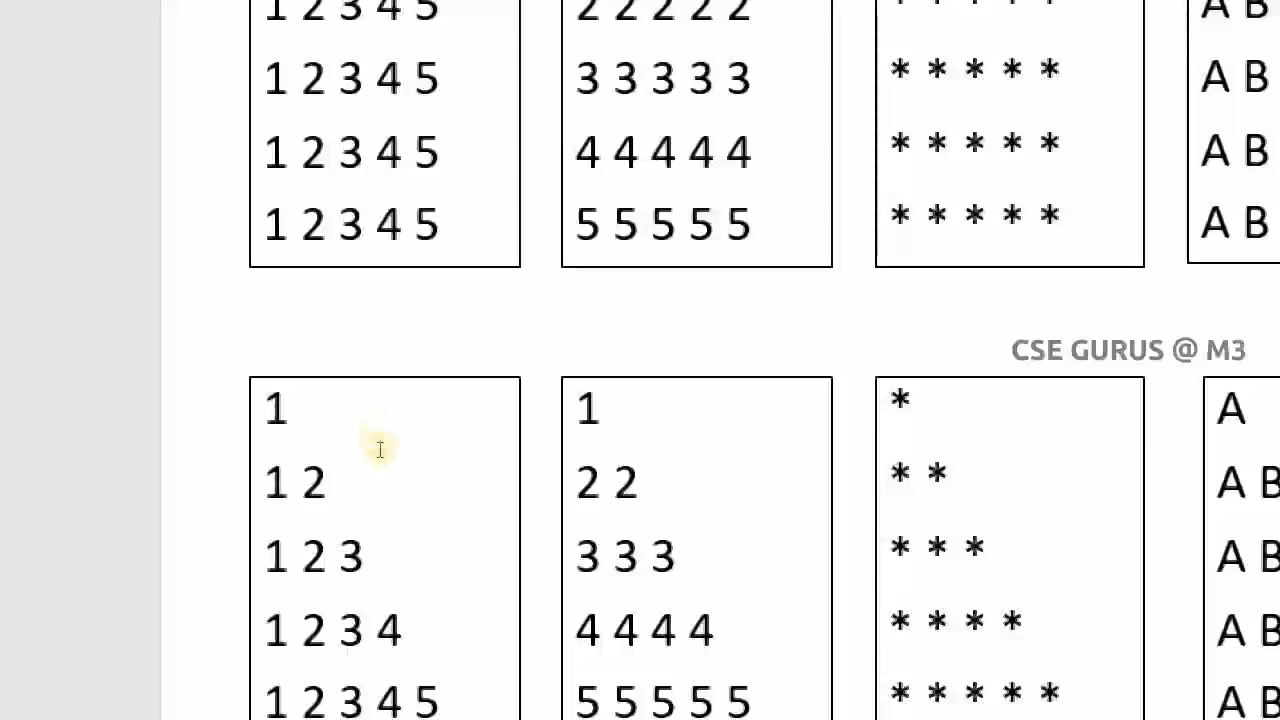 1 2 3 4 5
1 2 3 4 5
1 2 3 4 5
1 2 3 4 5
2 2 2 2 2
3 3 3 3 3
4 4 4 4 4
5 5 5 5 5
* * * * *
* * * * *
* * * * *
* * * * *
A B
A B
A B
A B
CSE GURUS @ M3
1
1 2
1 2 3
1 2 3 4
1 2 3 4 5
1
2 2
3 3 3
4 4 4 4
5 5 5 5 5
*
* *
* * *
* * * *
* * * * *
A
A B
A B
A B
A B